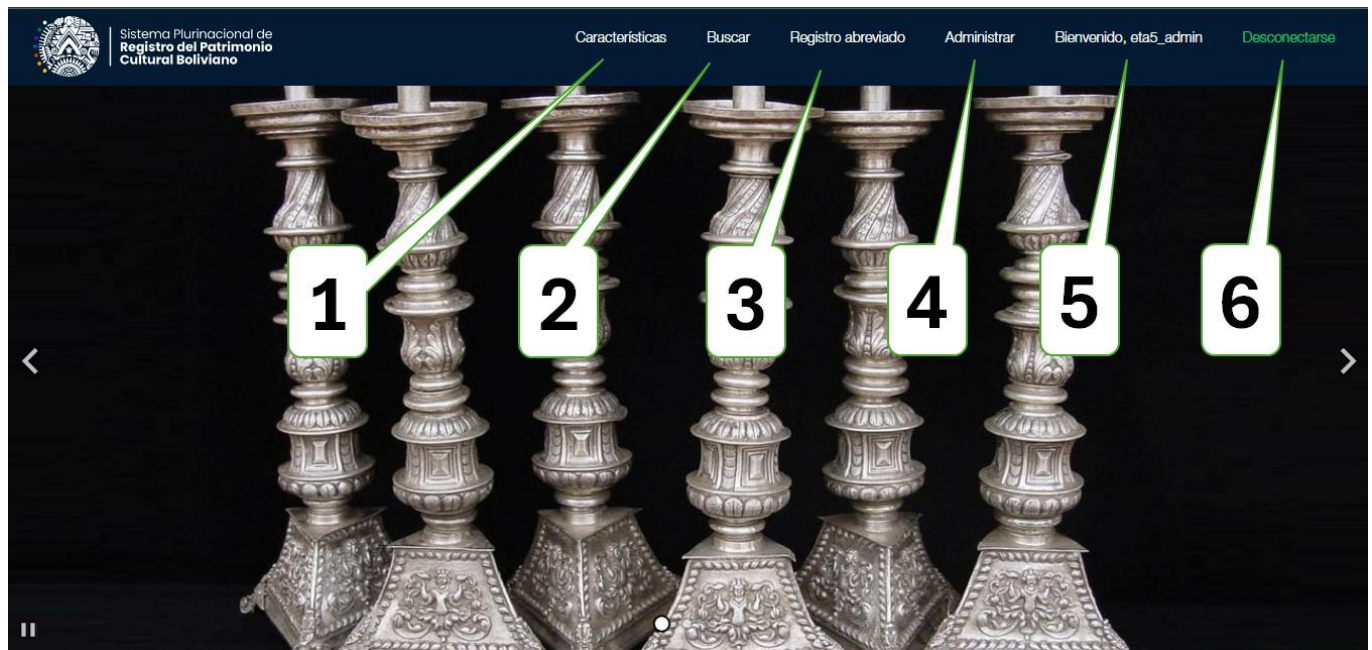 Sistema Plurinacional de
Registro del Patrimonio
Cultural Boliviano
Características Buscar Registro abreviado Administrar Bienvenido, eta5_admin Desconectarse
1 2 3 4 5 6